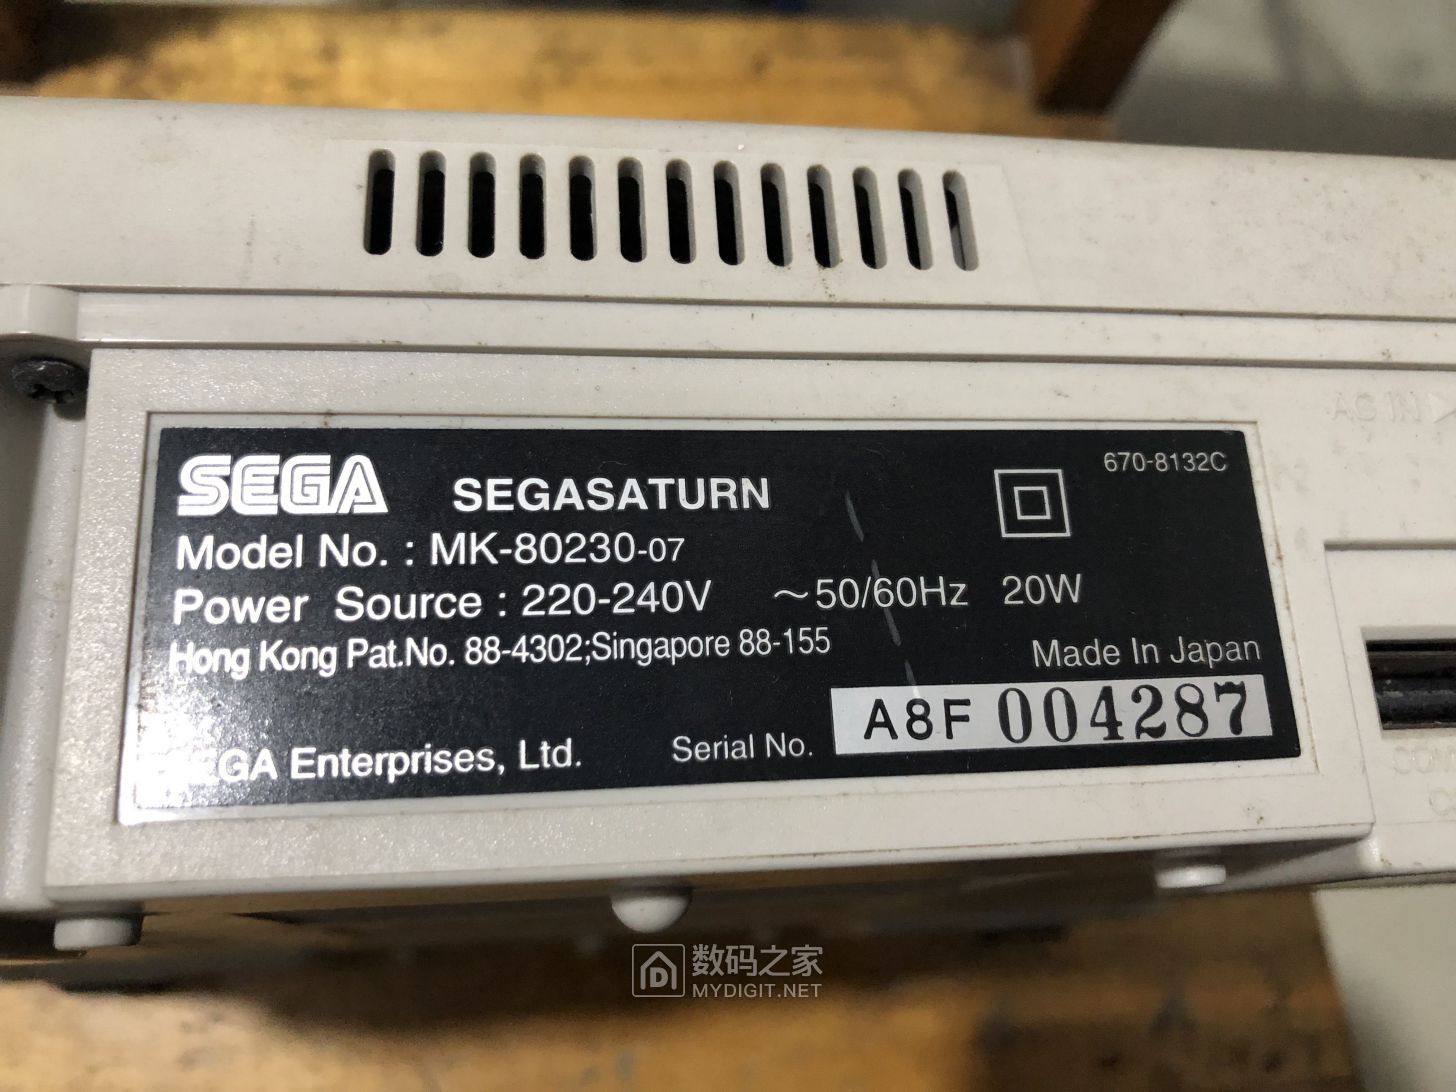 AC IN
670-8132C
SEGA SEGASATURN
Model No. : MK-80230-07
Power Source : 220-240V ~50/60Hz 20W
Hong Kong Pat.No. 88-4302;Singapore 88-155
Made In Japan
SEGA Enterprises, Ltd. Serial No. A8F 004287
数码之家
MYDIGIT.NET